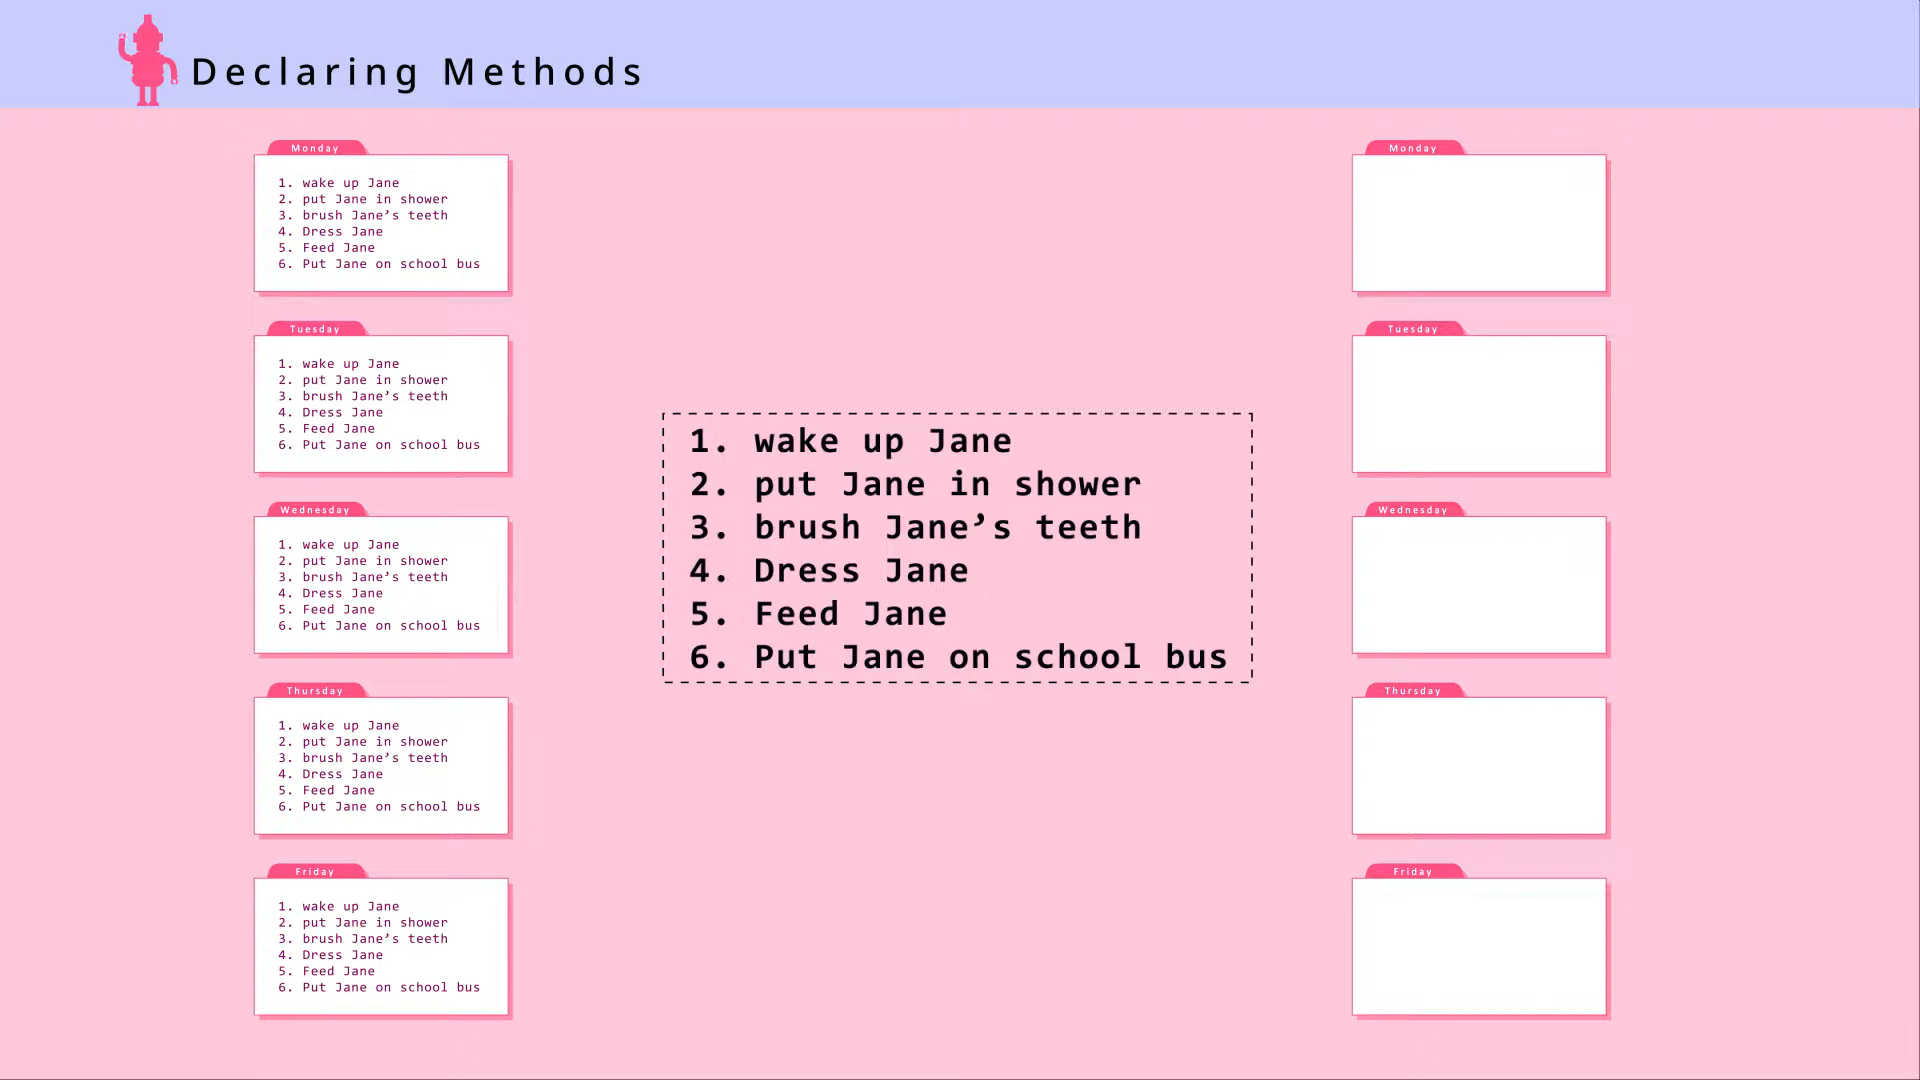 Declaring Methods
Monday
1. wake up Jane
2. put Jane in shower
3. brush Jane’s teeth
4. Dress Jane
5. Feed Jane
6. Put Jane on school bus
Tuesday
1. wake up Jane
2. put Jane in shower
3. brush Jane’s teeth
4. Dress Jane
5. Feed Jane
6. Put Jane on school bus
Wednesday
1. wake up Jane
2. put Jane in shower
3. brush Jane’s teeth
4. Dress Jane
5. Feed Jane
6. Put Jane on school bus
Thursday
1. wake up Jane
2. put Jane in shower
3. brush Jane’s teeth
4. Dress Jane
5. Feed Jane
6. Put Jane on school bus
Friday
1. wake up Jane
2. put Jane in shower
3. brush Jane’s teeth
4. Dress Jane
5. Feed Jane
6. Put Jane on school bus
1. wake up Jane
2. put Jane in shower
3. brush Jane’s teeth
4. Dress Jane
5. Feed Jane
6. Put Jane on school bus
Monday
Tuesday
Wednesday
Thursday
Friday